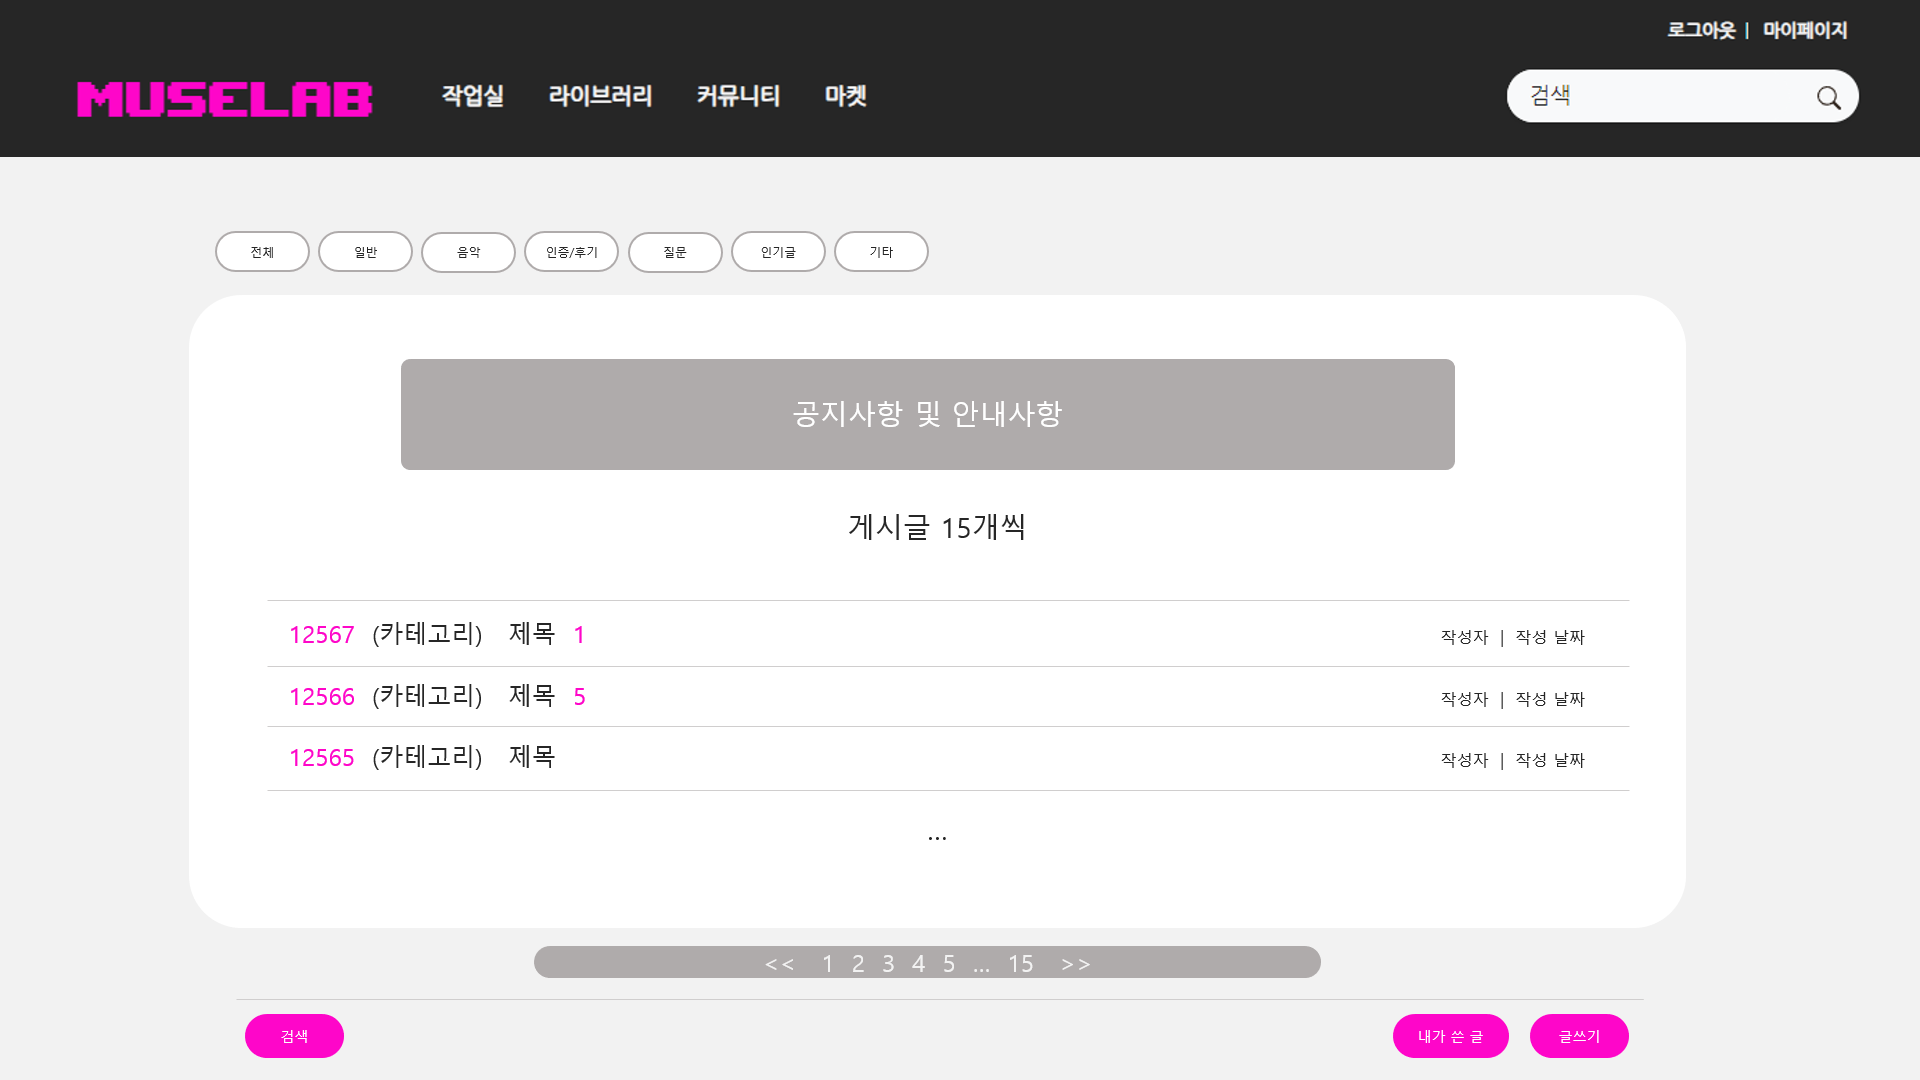 로그아웃 | 마이페이지
MUSELAB 작업실 라이브러리 커뮤니티 마켓 검색
전체 일반 음악 인증/후기 질문 인기글 기타
공지사항 및 안내사항
게시글 15개씩
12567 (카테고리) 제목 1 작성자 | 작성 날짜
12566 (카테고리) 제목 5 작성자 | 작성 날짜
12565 (카테고리) 제목 작성자 | 작성 날짜
...
<< 1 2 3 4 5 ... 15 >>
검색 내가 쓴 글 글쓰기